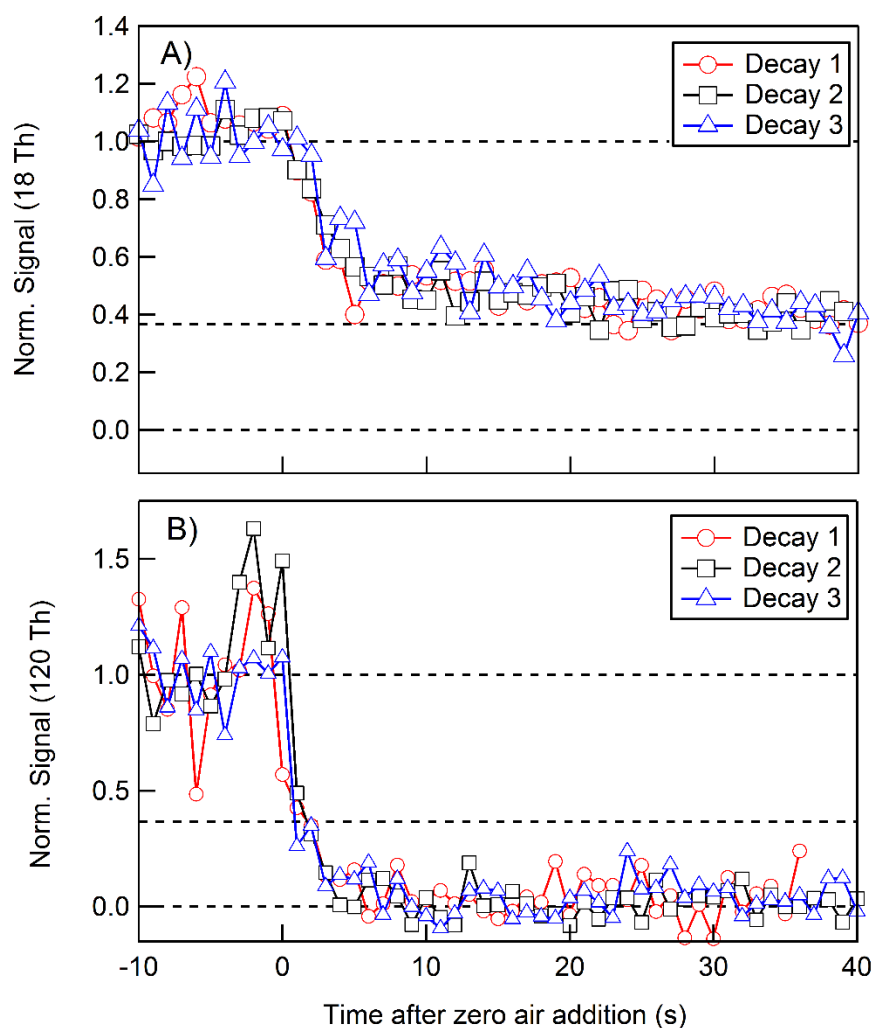 A)
Decay 1
Decay 2
Decay 3
1.4
1.2
1.0
0.8
0.6
0.4
0.2
0.0
Norm. Signal (18 Th)
B)
Decay 1
Decay 2
Decay 3
1.5
1.0
0.5
0.0
Norm. Signal (120 Th)
-10 0 10 20 30 40
Time after zero air addition (s)